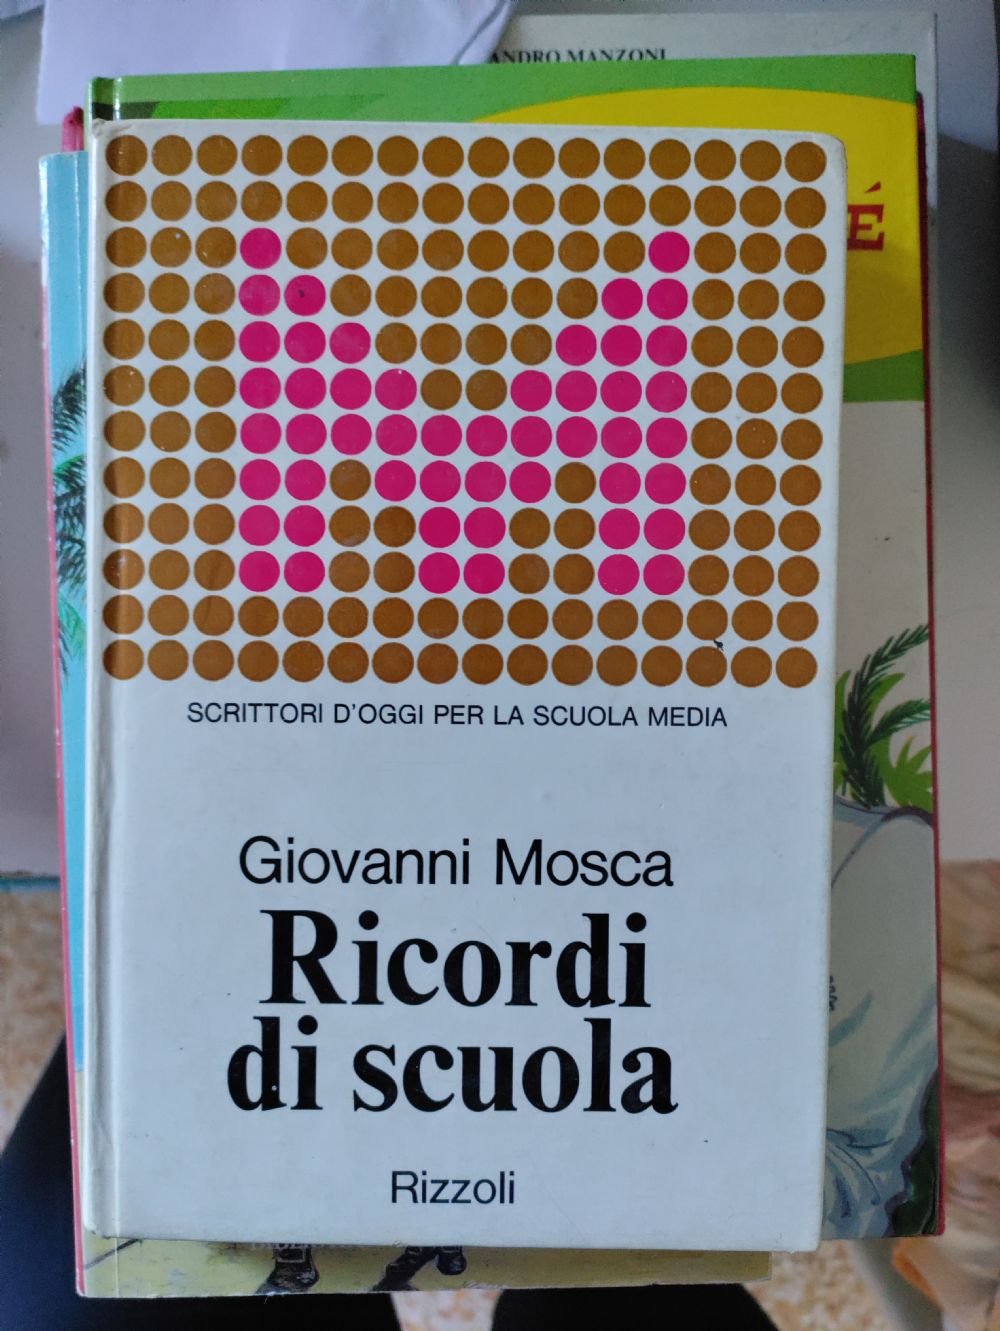 ANDRO MANZONI
É
SCRITTORI D'OGGI PER LA SCUOLA MEDIA
Giovanni Mosca
Ricordi
di scuola
Rizzoli